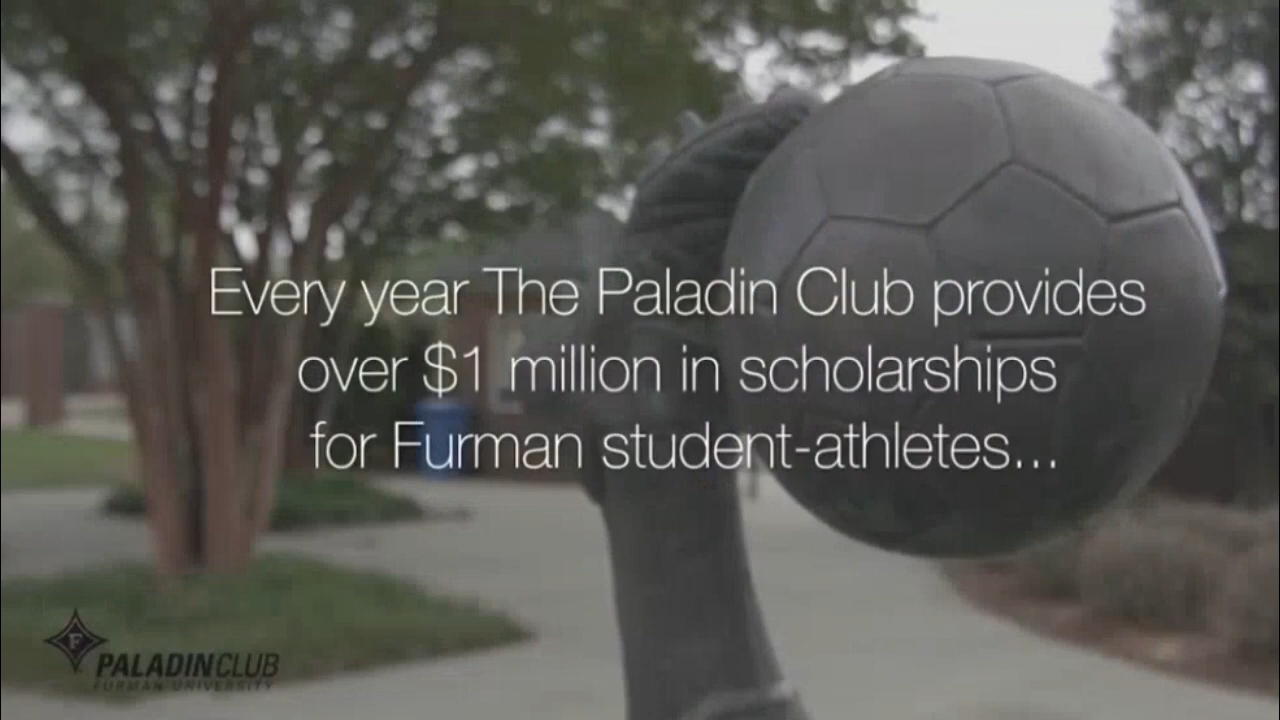 Every year The Paladin Club provides
over $1 million in scholarships
for Furman student-athletes...
F
PALADINCLUB
FURMAN UNIVERSITY